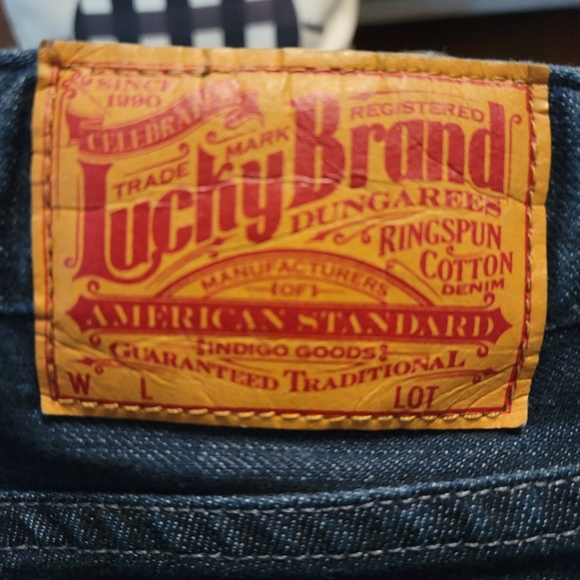 SINCE
1990
TRADE MARK REGISTERED
Lucky Brand
DUNGAREES
RINGSPUN
COTTON
DENIM
MANUFACTURERS
{OF}
AMERICAN STANDARD
INDIGO GOODS
GUARANTEED TRADITIONAL
W L LOT